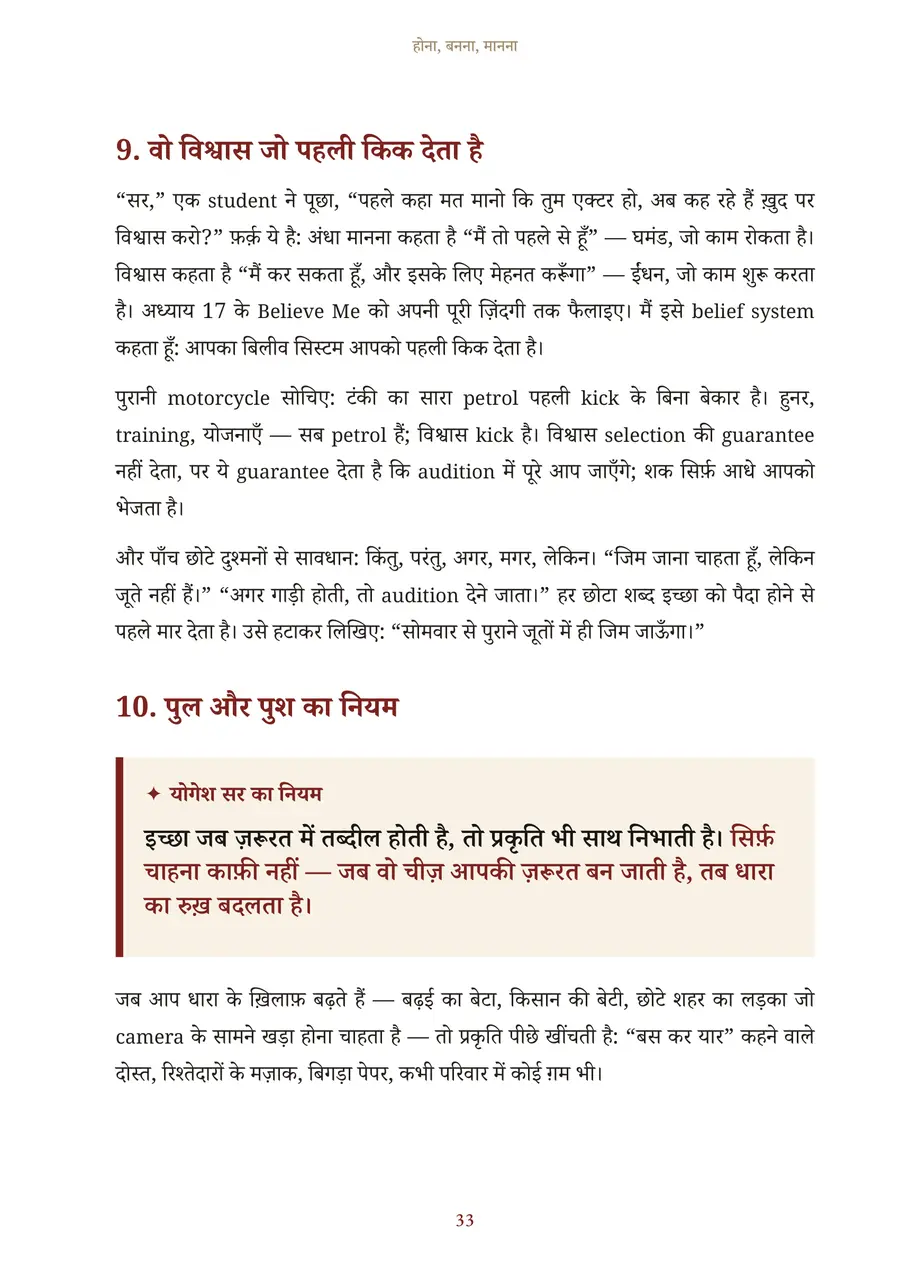 होना, बनना, मानना
9. वो विश्वास जो पहली किक देता है
“सर,” एक student ने पूछा, “पहले कहा मत मानो कि तुम एक्टर हो, अब कह रहे हैं ख़ुद पर
विश्वास करो?” फ़र्क़ ये है: अंधा मानना कहता है “मैं तो पहले से हूँ” — घमंड, जो काम रोकता है।
विश्वास कहता है “मैं कर सकता हूँ, और इसके लिए मेहनत करूँगा” — ईंधन, जो काम शुरू करता
है। अध्याय 17 के Believe Me को अपनी पूरी ज़िंदगी तक फैलाइए। मैं इसे belief system
कहता हूँ: आपका बिलीव सिस्टम आपको पहली किक देता है।
पुरानी motorcycle सोचिए: टंकी का सारा petrol पहली kick के बिना बेकार है। हुनर,
training, योजनाएँ — सब petrol हैं; विश्वास kick है। विश्वास selection की guarantee
नहीं देता, पर ये guarantee देता है कि audition में पूरे आप जाएँगे; शक सिर्फ़ आधे आपको
भेजता है।
और पाँच छोटे दुश्मनों से सावधान: किंतु, परंतु, अगर, मगर, लेकिन। “जिम जाना चाहता हूँ, लेकिन
जूते नहीं हैं।” “अगर गाड़ी होती, तो audition देने जाता।” हर छोटा शब्द इच्छा को पैदा होने से
पहले मार देता है। उसे हटाकर लिखिए: “सोमवार से पुराने जूतों में ही जिम जाऊँगा।”
10. पुल और पुश का नियम
✦ योगेश सर का नियम
इच्छा जब ज़रूरत में तब्दील होती है, तो प्रकृति भी साथ निभाती है। सिर्फ़
चाहना काफ़ी नहीं — जब वो चीज़ आपकी ज़रूरत बन जाती है, तब धारा
का रुख़ बदलता है।
जब आप धारा के ख़िलाफ़ बढ़ते हैं — बढ़ई का बेटा, किसान की बेटी, छोटे शहर का लड़का जो
camera के सामने खड़ा होना चाहता है — तो प्रकृति पीछे खींचती है: “बस कर यार” कहने वाले
दोस्त, रिश्तेदारों के मज़ाक, बिगड़ा पेपर, कभी परिवार में कोई ग़म भी।
33